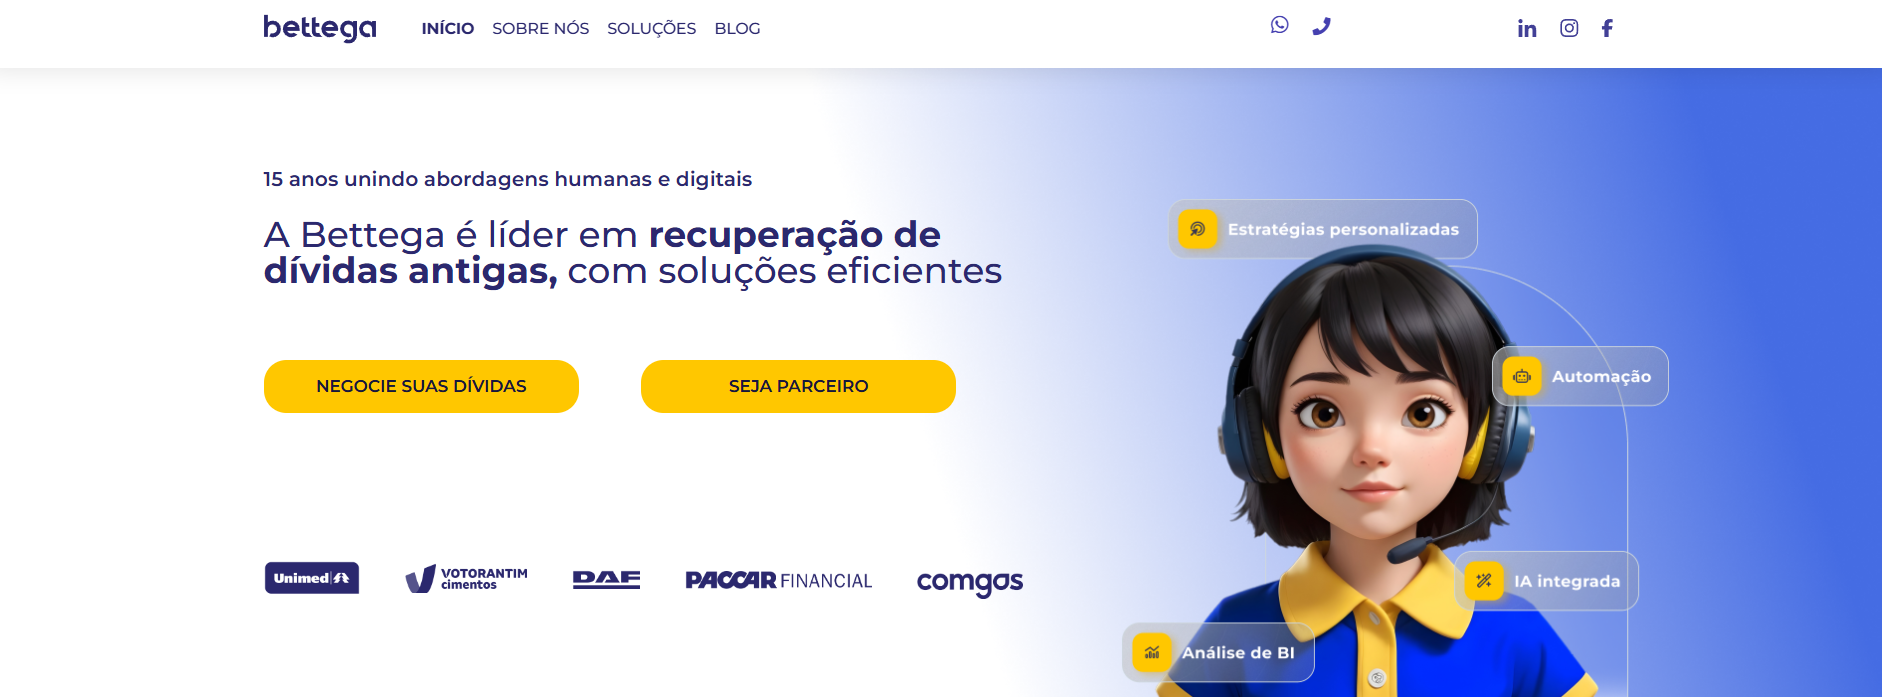 bettega
INÍCIO
SOBRE NÓS
SOLUÇÕES
BLOG
15 anos unindo abordagens humanas e digitais
A Bettega é líder em recuperação de
dívidas antigas, com soluções eficientes
NEGOCIE SUAS DÍVIDAS
SEJA PARCEIRO
Unimed
VOTORANTIM
cimentos
DAF
PACCAR FINANCIAL
comgas
Estratégias personalizadas
Automação
IA integrada
Análise de BI